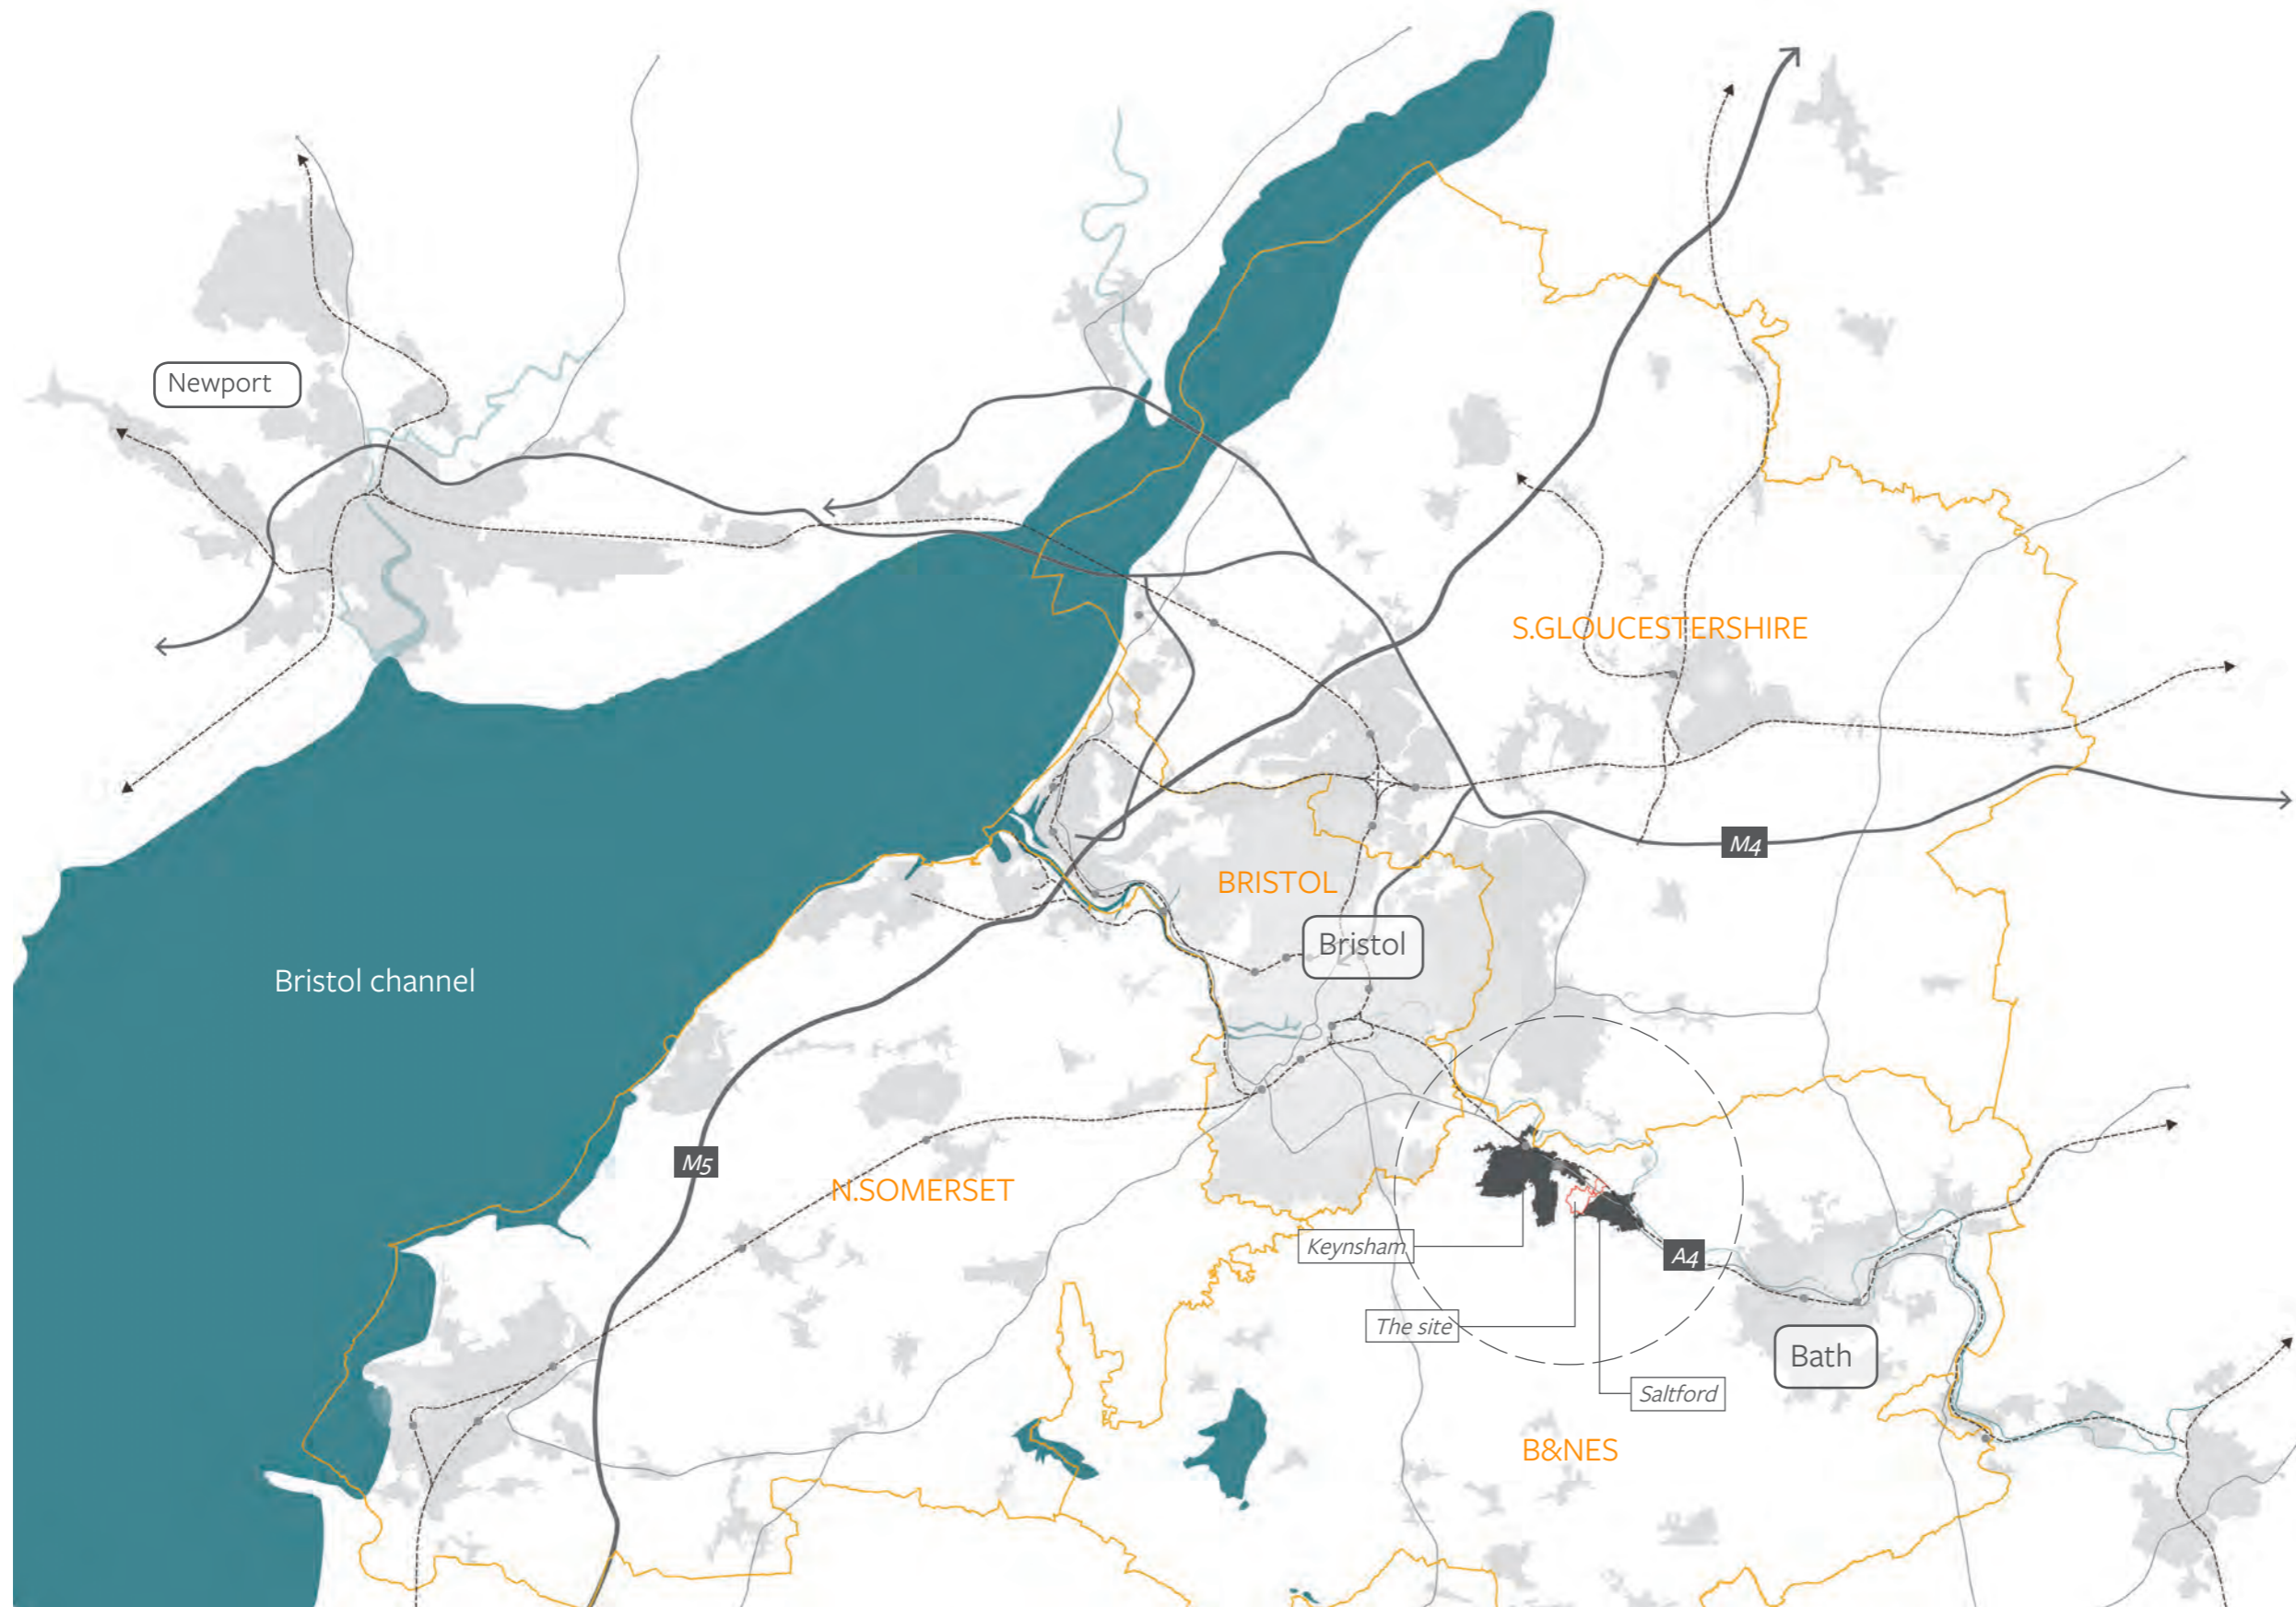 Newport
S.GLOUCESTERSHIRE
M4
BRISTOL
Bristol
Bristol channel
M5
N.SOMERSET
Keynsham
A4
The site
Bath
Saltford
B&NES